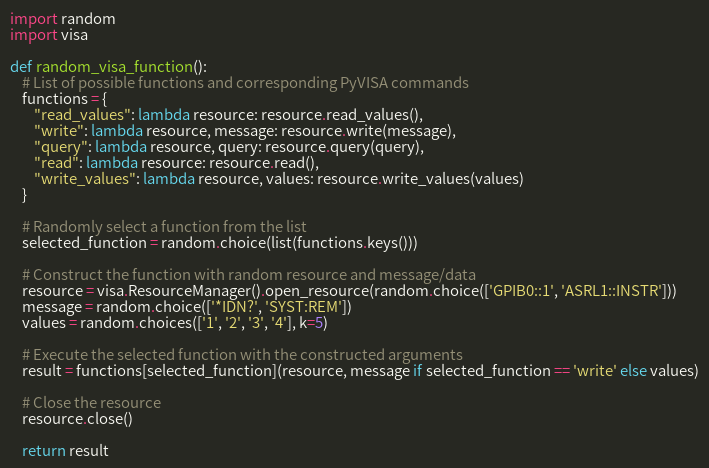 import random
import visa

def random_visa_function():
    # List of possible functions and corresponding PyVISA commands
    functions = {
        "read_values": lambda resource: resource.read_values(),
        "write": lambda resource, message: resource.write(message),
        "query": lambda resource, query: resource.query(query),
        "read": lambda resource: resource.read(),
        "write_values": lambda resource, values: resource.write_values(values)
    }

    # Randomly select a function from the list
    selected_function = random.choice(list(functions.keys()))

    # Construct the function with random resource and message/data
    resource = visa.ResourceManager().open_resource(random.choice(['GPIB0::1', 'ASRL1::INSTR']))
    message = random.choice(['*IDN?', 'SYST:REM'])
    values = random.choices(['1', '2', '3', '4'], k=5)

    # Execute the selected function with the constructed arguments
    result = functions[selected_function](resource, message if selected_function == 'write' else values)

    # Close the resource
    resource.close()

    return result